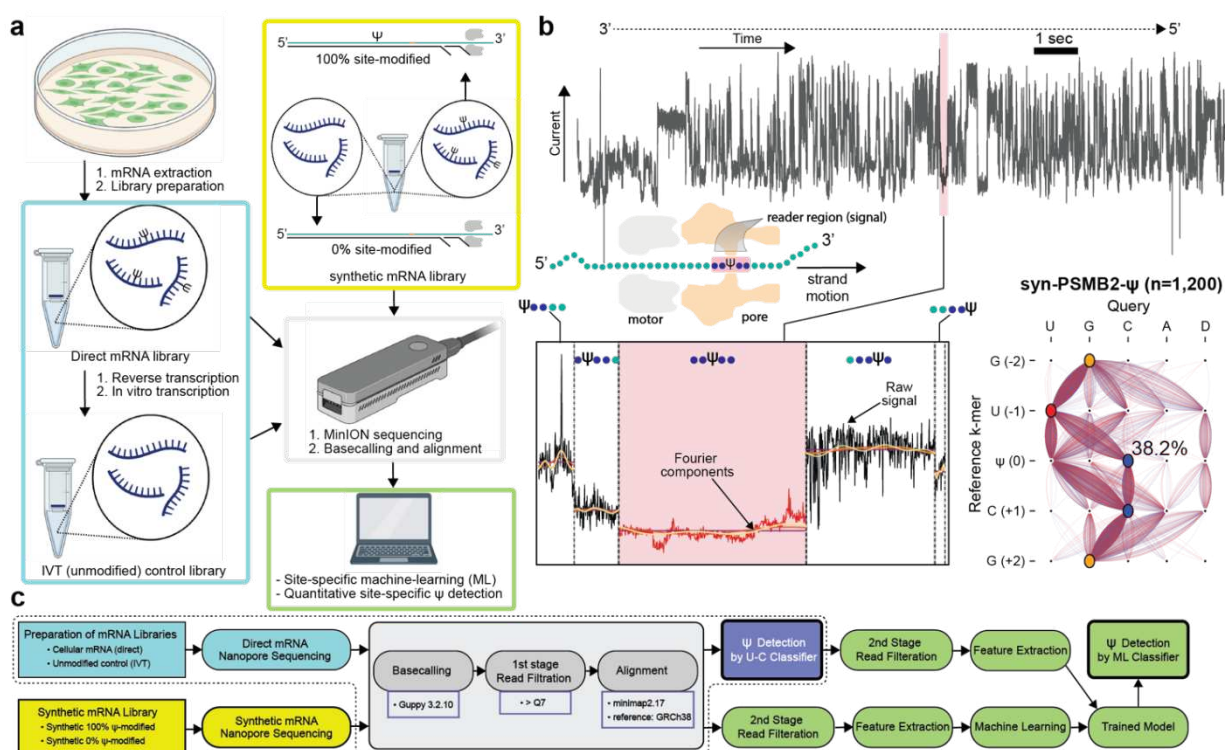 a
1. mRNA extraction
2. Library preparation
Ψ
Ψ
Ψ
Direct mRNA library
1. Reverse transcription
2. In vitro transcription
IVT (unmodified) control library
5' Ψ 3'
100% site-modified
Ψ
Ψ
Ψ
5' 3'
0% site-modified
synthetic mRNA library
1. MinION sequencing
2. Basecalling and alignment
- Site-specific machine-learning (ML)
- Quantitative site-specific ψ detection
b
3' 5'
Time
1 sec
Current
reader region (signal)
3'
5'
Ψ
strand
motion
motor
pore
Ψ
Ψ
Ψ
Ψ
Ψ
Raw
signal
Fourier
components
syn-PSMB2-ψ (n=1,200)
Query
U G C A D
Reference k-mer
G (-2)
U (-1)
ψ (0)
38.2%
C (+1)
G (+2)
c
Preparation of mRNA Libraries
• Cellular mRNA (direct)
• Unmodified control (IVT)
Direct mRNA
Nanopore Sequencing
Synthetic mRNA Library
• Synthetic 100% ψ-modified
• Synthetic 0% ψ-modified
Synthetic mRNA
Nanopore Sequencing
Basecalling
• Guppy 3.2.10
1st stage
Read Filtration
• > Q7
Alignment
• minimap2.17
• reference: GRCh38
Ψ Detection
by U-C Classifier
2nd Stage
Read Filteration
Feature Extraction
Ψ Detection
by ML Classifier
2nd Stage
Read Filteration
Feature Extraction
Machine Learning
Trained Model